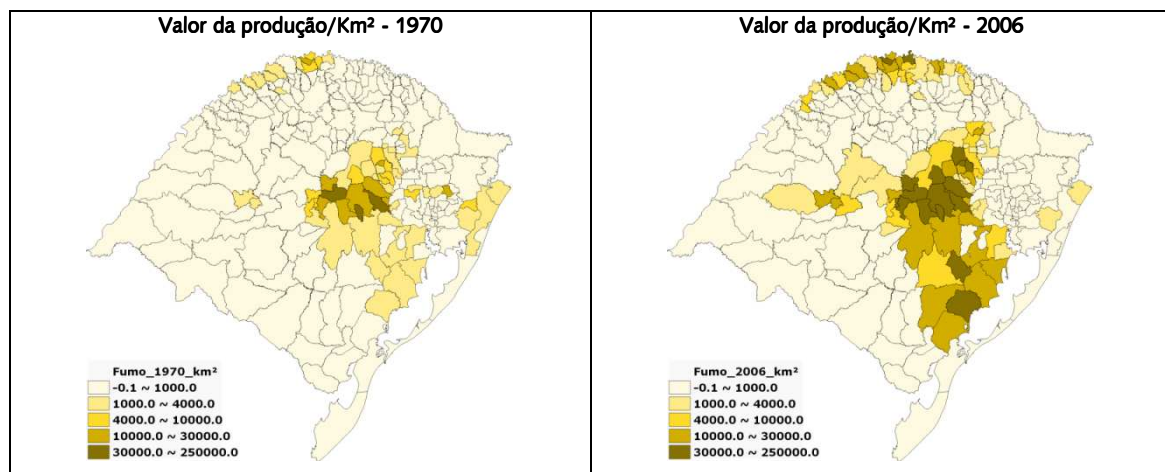 Valor da produção/Km² - 1970
Fumo_1970_km²
-0.1 ~ 1000.0
1000.0 ~ 4000.0
4000.0 ~ 10000.0
10000.0 ~ 30000.0
30000.0 ~ 250000.0
Valor da produção/Km² - 2006
Fumo_2006_km²
-0.1 ~ 1000.0
1000.0 ~ 4000.0
4000.0 ~ 10000.0
10000.0 ~ 30000.0
30000.0 ~ 250000.0